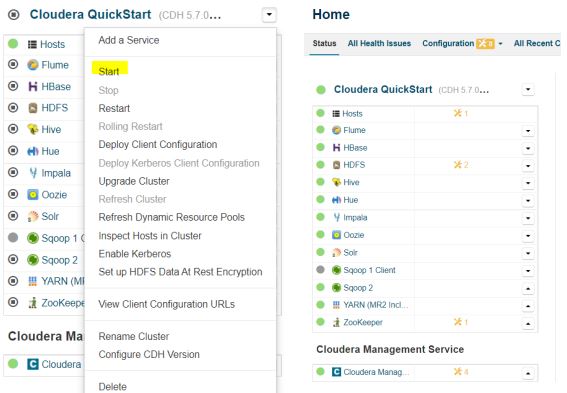 Cloudera QuickStart (CDH 5.7.0...
Hosts
Flume
HBase
HDFS
Hive
Hue
Impala
Oozie
Solr
Sqoop 1 C
Sqoop 2
YARN (MR
ZooKeepe
Cloudera Ma
Cloudera
Add a Service
Start
Stop
Restart
Rolling Restart
Deploy Client Configuration
Deploy Kerberos Client Configuration
Upgrade Cluster
Refresh Cluster
Refresh Dynamic Resource Pools
Inspect Hosts in Cluster
Enable Kerberos
Set up HDFS Data At Rest Encryption
View Client Configuration URLs
Rename Cluster
Configure CDH Version
Delete
Home
Status All Health Issues Configuration 8 All Recent C
Cloudera QuickStart (CDH 5.7.0...
Hosts 1
Flume
HBase
HDFS 2
Hive
Hue
Impala
Oozie
Solr
Sqoop 1 Client
Sqoop 2
YARN (MR2 Incl...
ZooKeeper 1
Cloudera Management Service
Cloudera Manag... 4